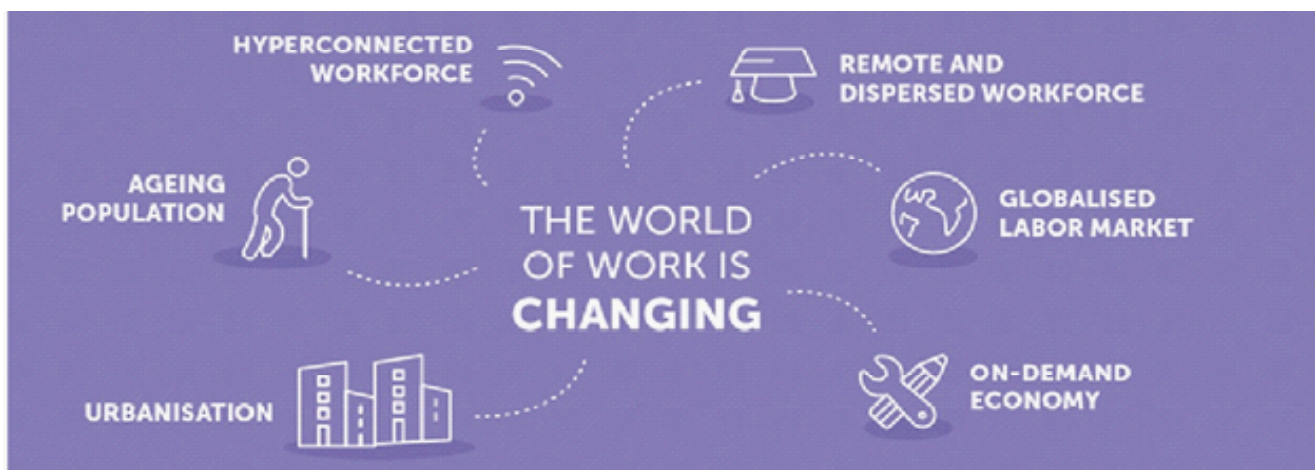 HYPERCONNECTED
WORKFORCE
REMOTE AND
DISPERSED WORKFORCE
AGEING
POPULATION
GLOBALISED
LABOR MARKET
THE WORLD
OF WORK IS
CHANGING
URBANISATION
ON-DEMAND
ECONOMY